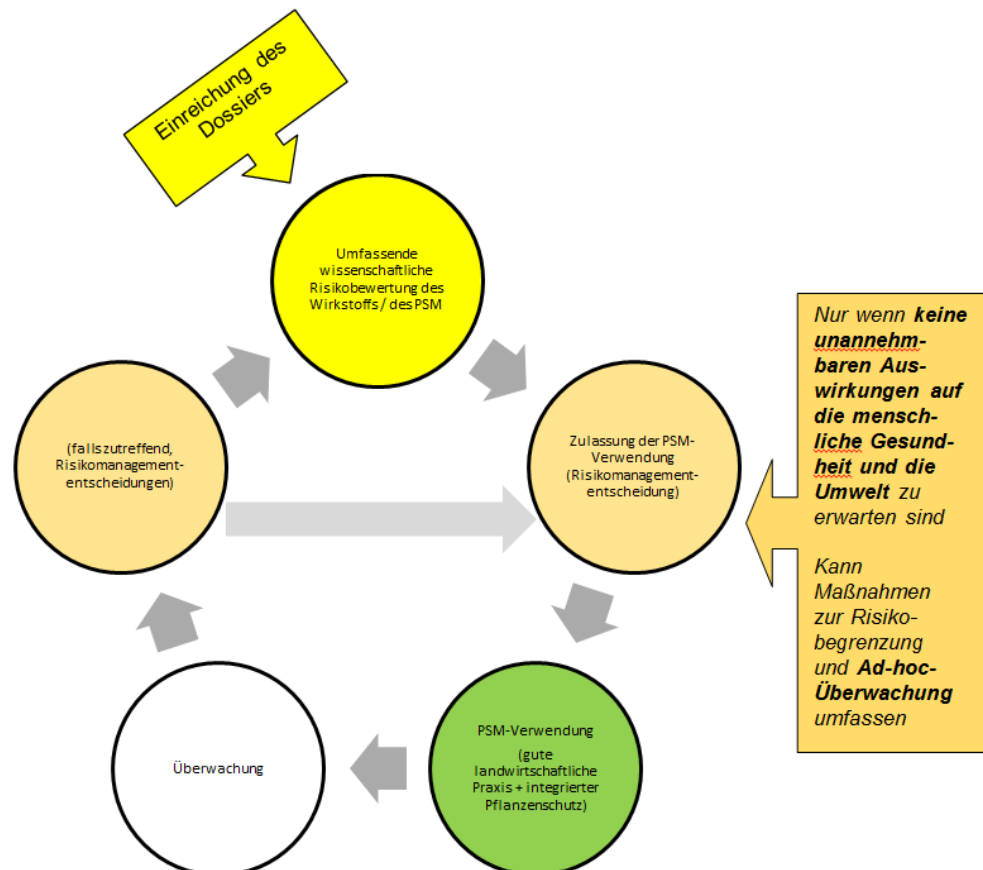 Einreichung des
Dossiers
Umfassende
wissenschaftliche
Risikobewertung des
Wirkstoffs / des PSM
(falls zutreffend,
Risikomanagement-
entscheidungen)
Zulassung der PSM-
Verwendung
(Risikomanagement-
entscheidung)
Nur wenn keine
unannehm-
baren Aus-
wirkungen auf
die mensch-
liche Gesund-
heit und die
Umwelt zu
erwarten sind
Kann
Maßnahmen
zur Risiko-
begrenzung
und Ad-hoc-
Überwachung
umfassen
PSM-Verwendung
(gute
landwirtschaftliche
Praxis + integrierter
Pflanzenschutz)
Überwachung